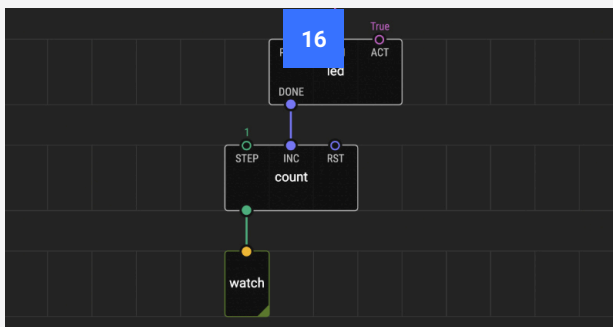 16
True
ACT
led
DONE
1
STEP INC RST
count
watch